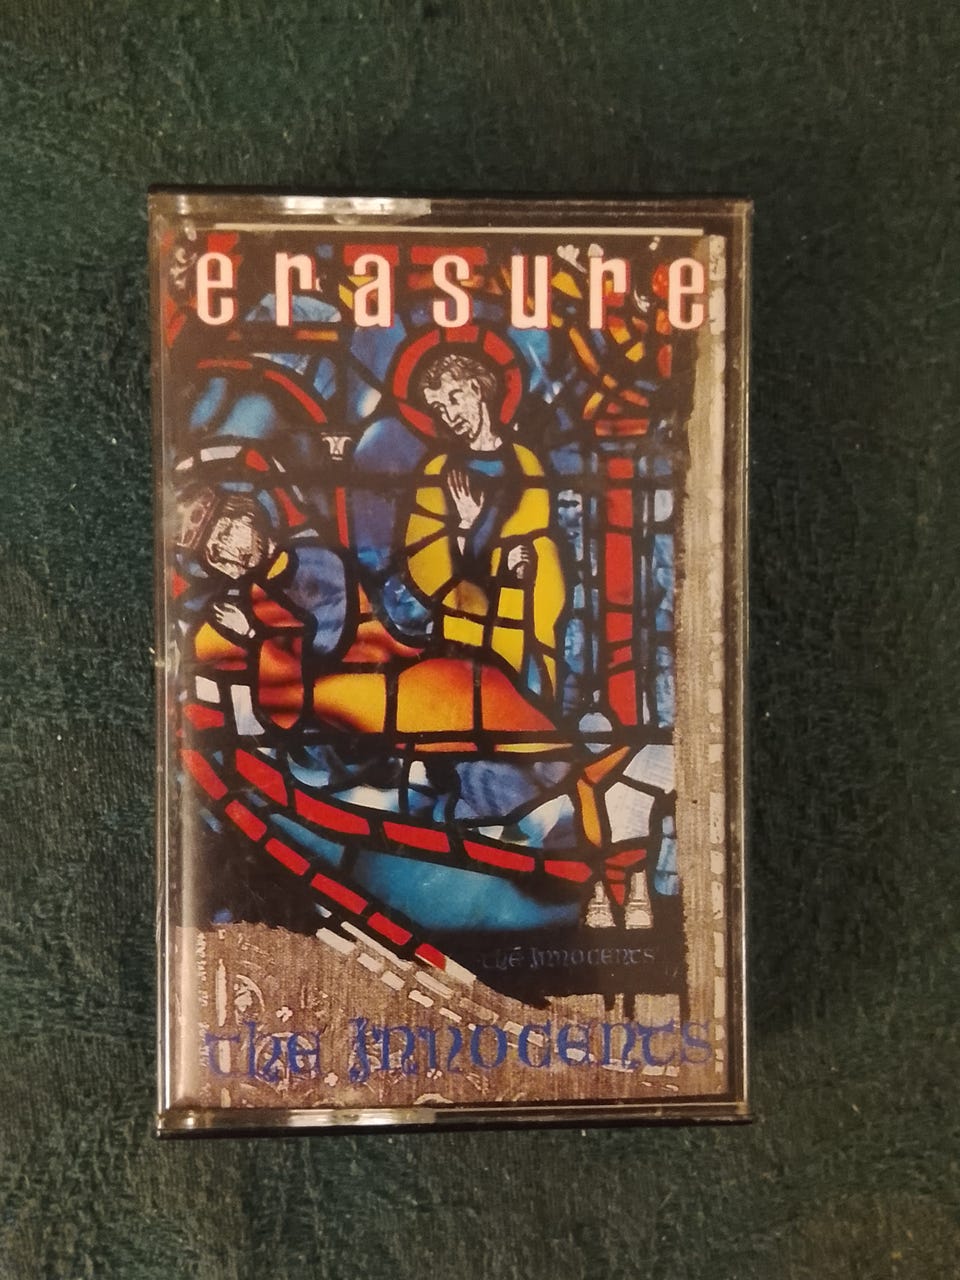 erasure
the Innocents
the Innocents